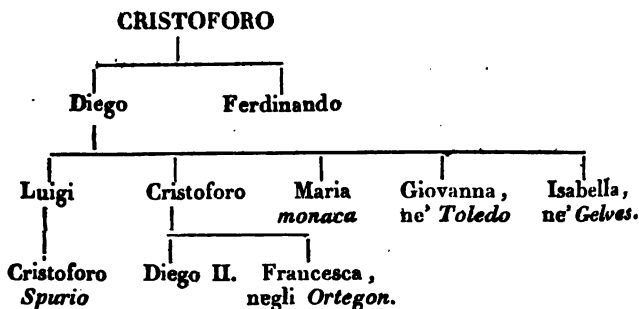 CRISTOFORO
Diego Ferdinando
Luigi Cristoforo Maria Giovanna, Isabella,
monaca ne' Toledo ne' Gelves.
Cristoforo Diego II. Francesca,
Spurio negli Ortegon.